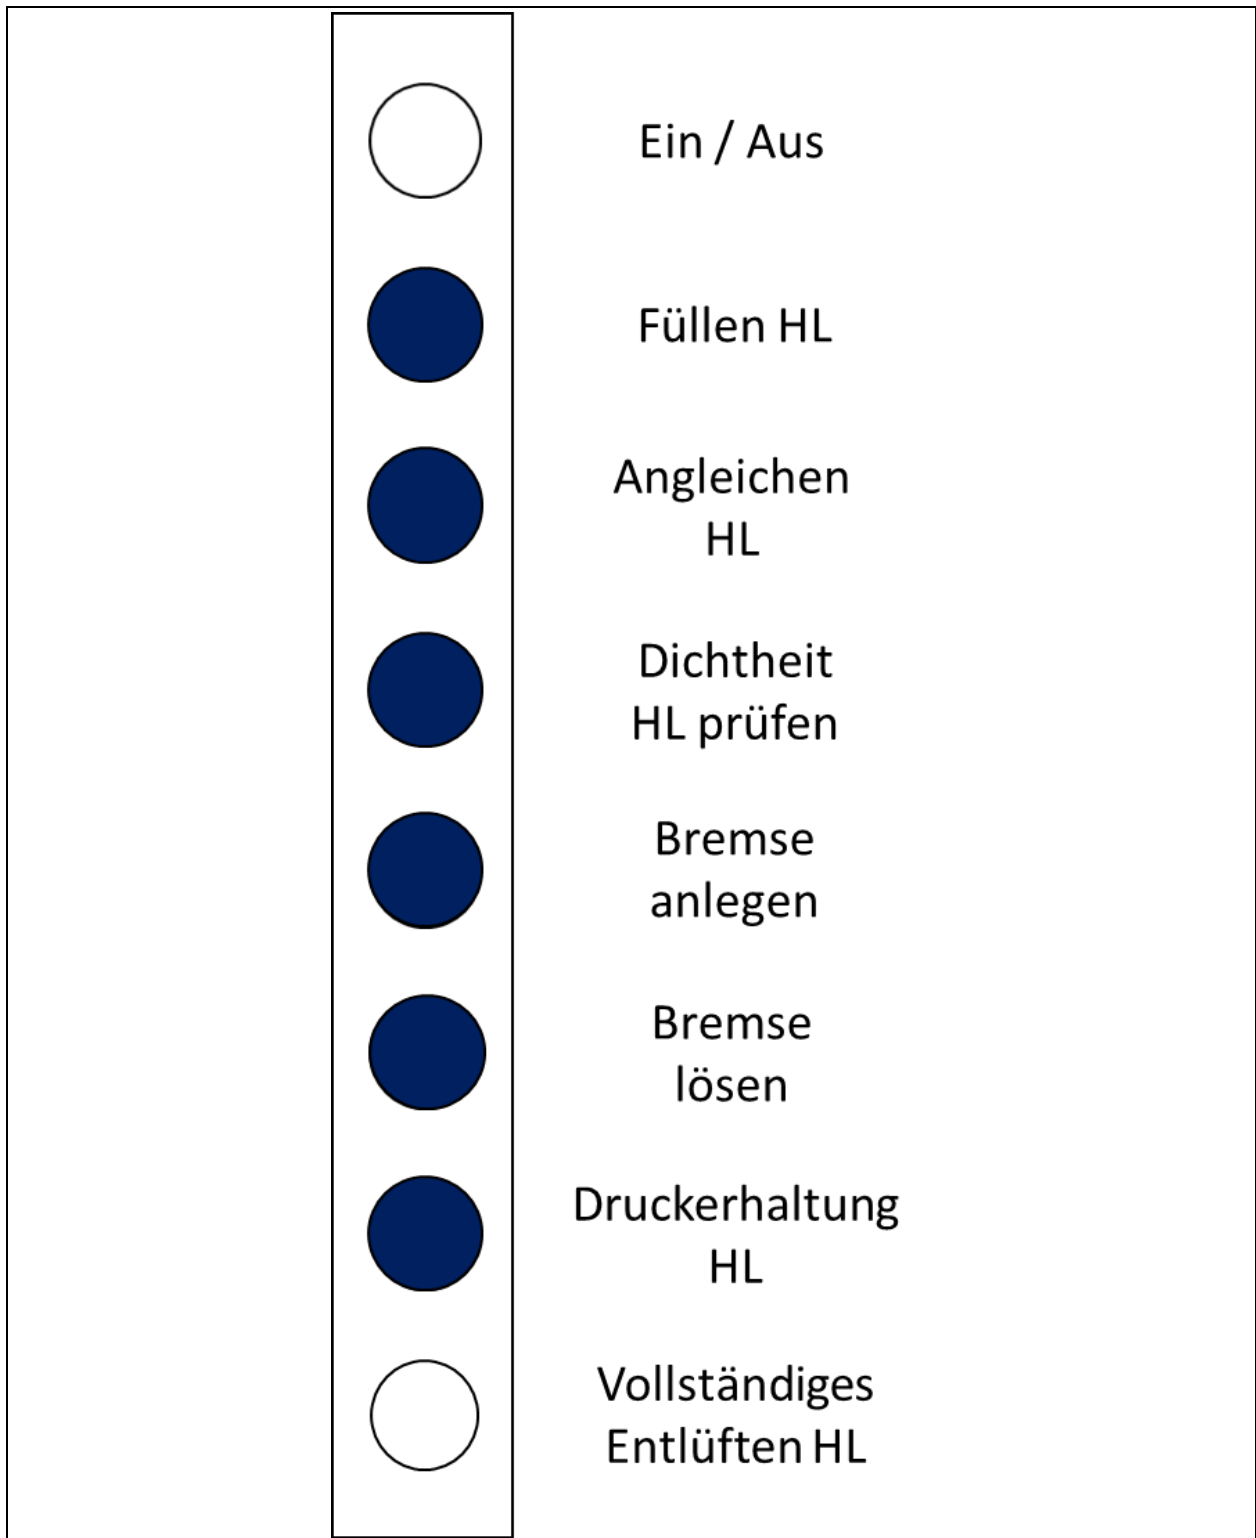 Ein / Aus
Füllen HL
Angleichen
HL
Dichtheit
HL prüfen
Bremse
anlegen
Bremse
lösen
Druckerhaltung
HL
Vollständiges
Entlüften HL